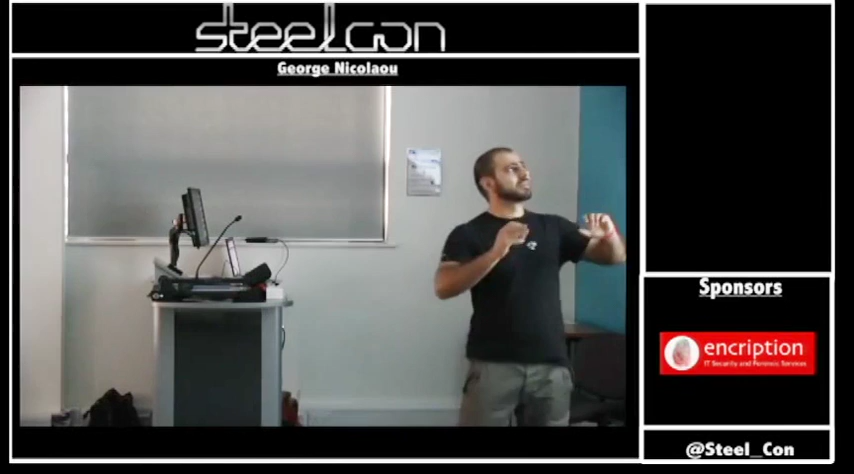 steelcon
George Nicolaou
Sponsors
encription
IT Security and Forensic Services
@Steel_Con